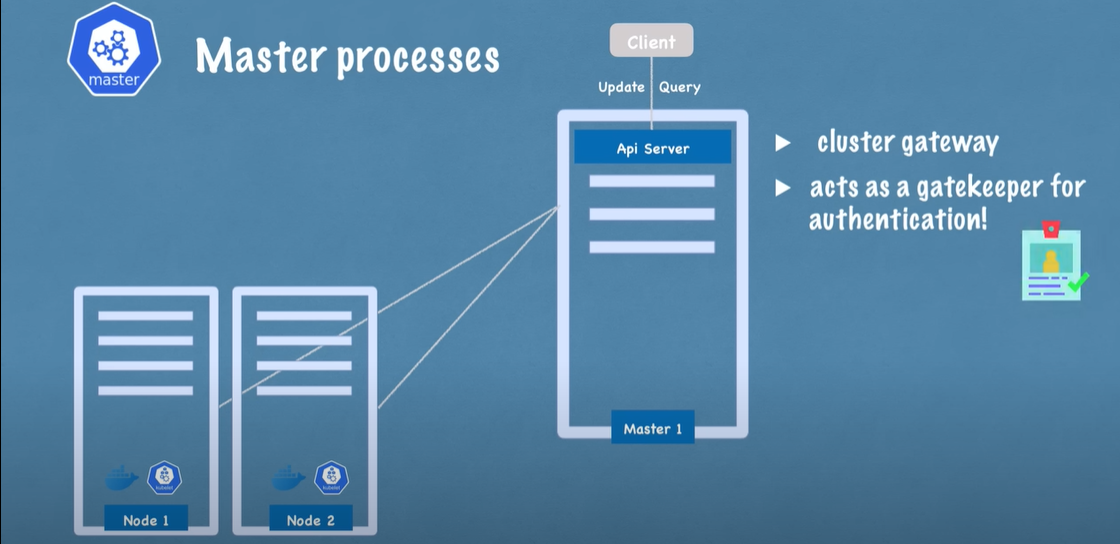 master
Master processes
Client
Update Query
Api Server
cluster gateway
acts as a gatekeeper for
authentication!
Master 1
Node 1
Node 2